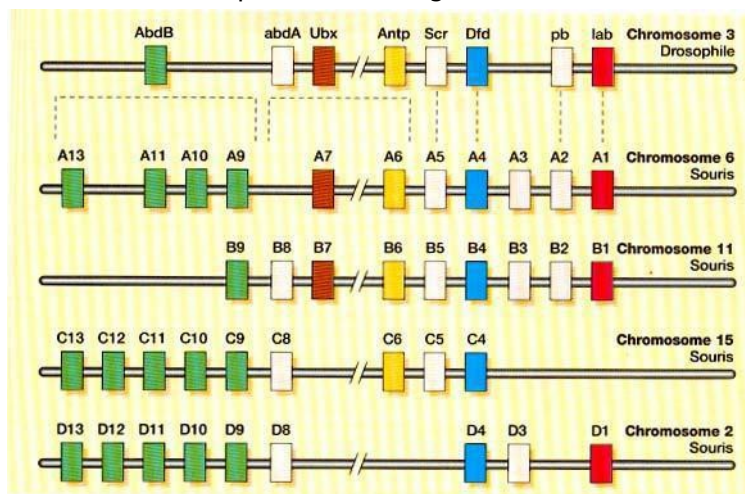 AbdB abdA Ubx Antp Scr Dfd pb lab Chromosome 3
Drosophile
A13 A11 A10 A9 A7 A6 A5 A4 A3 A2 A1 Chromosome 6
Souris
B9 B8 B7 B6 B5 B4 B3 B2 B1 Chromosome 11
Souris
C13 C12 C11 C10 C9 C8 C6 C5 C4 Chromosome 15
Souris
D13 D12 D11 D10 D9 D8 D4 D3 D1 Chromosome 2
Souris